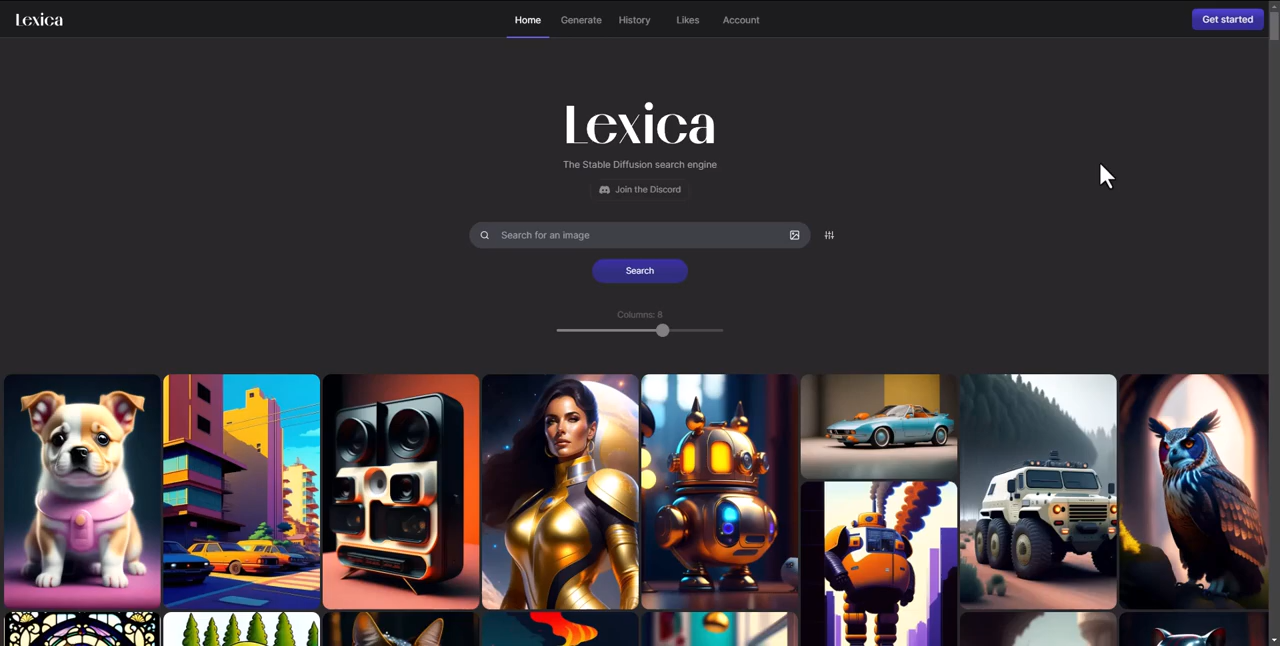 Lexica
Home Generate History Likes Account
Get started
Lexica
The Stable Diffusion search engine
Join the Discord
Search for an image
Search
Columns: 8